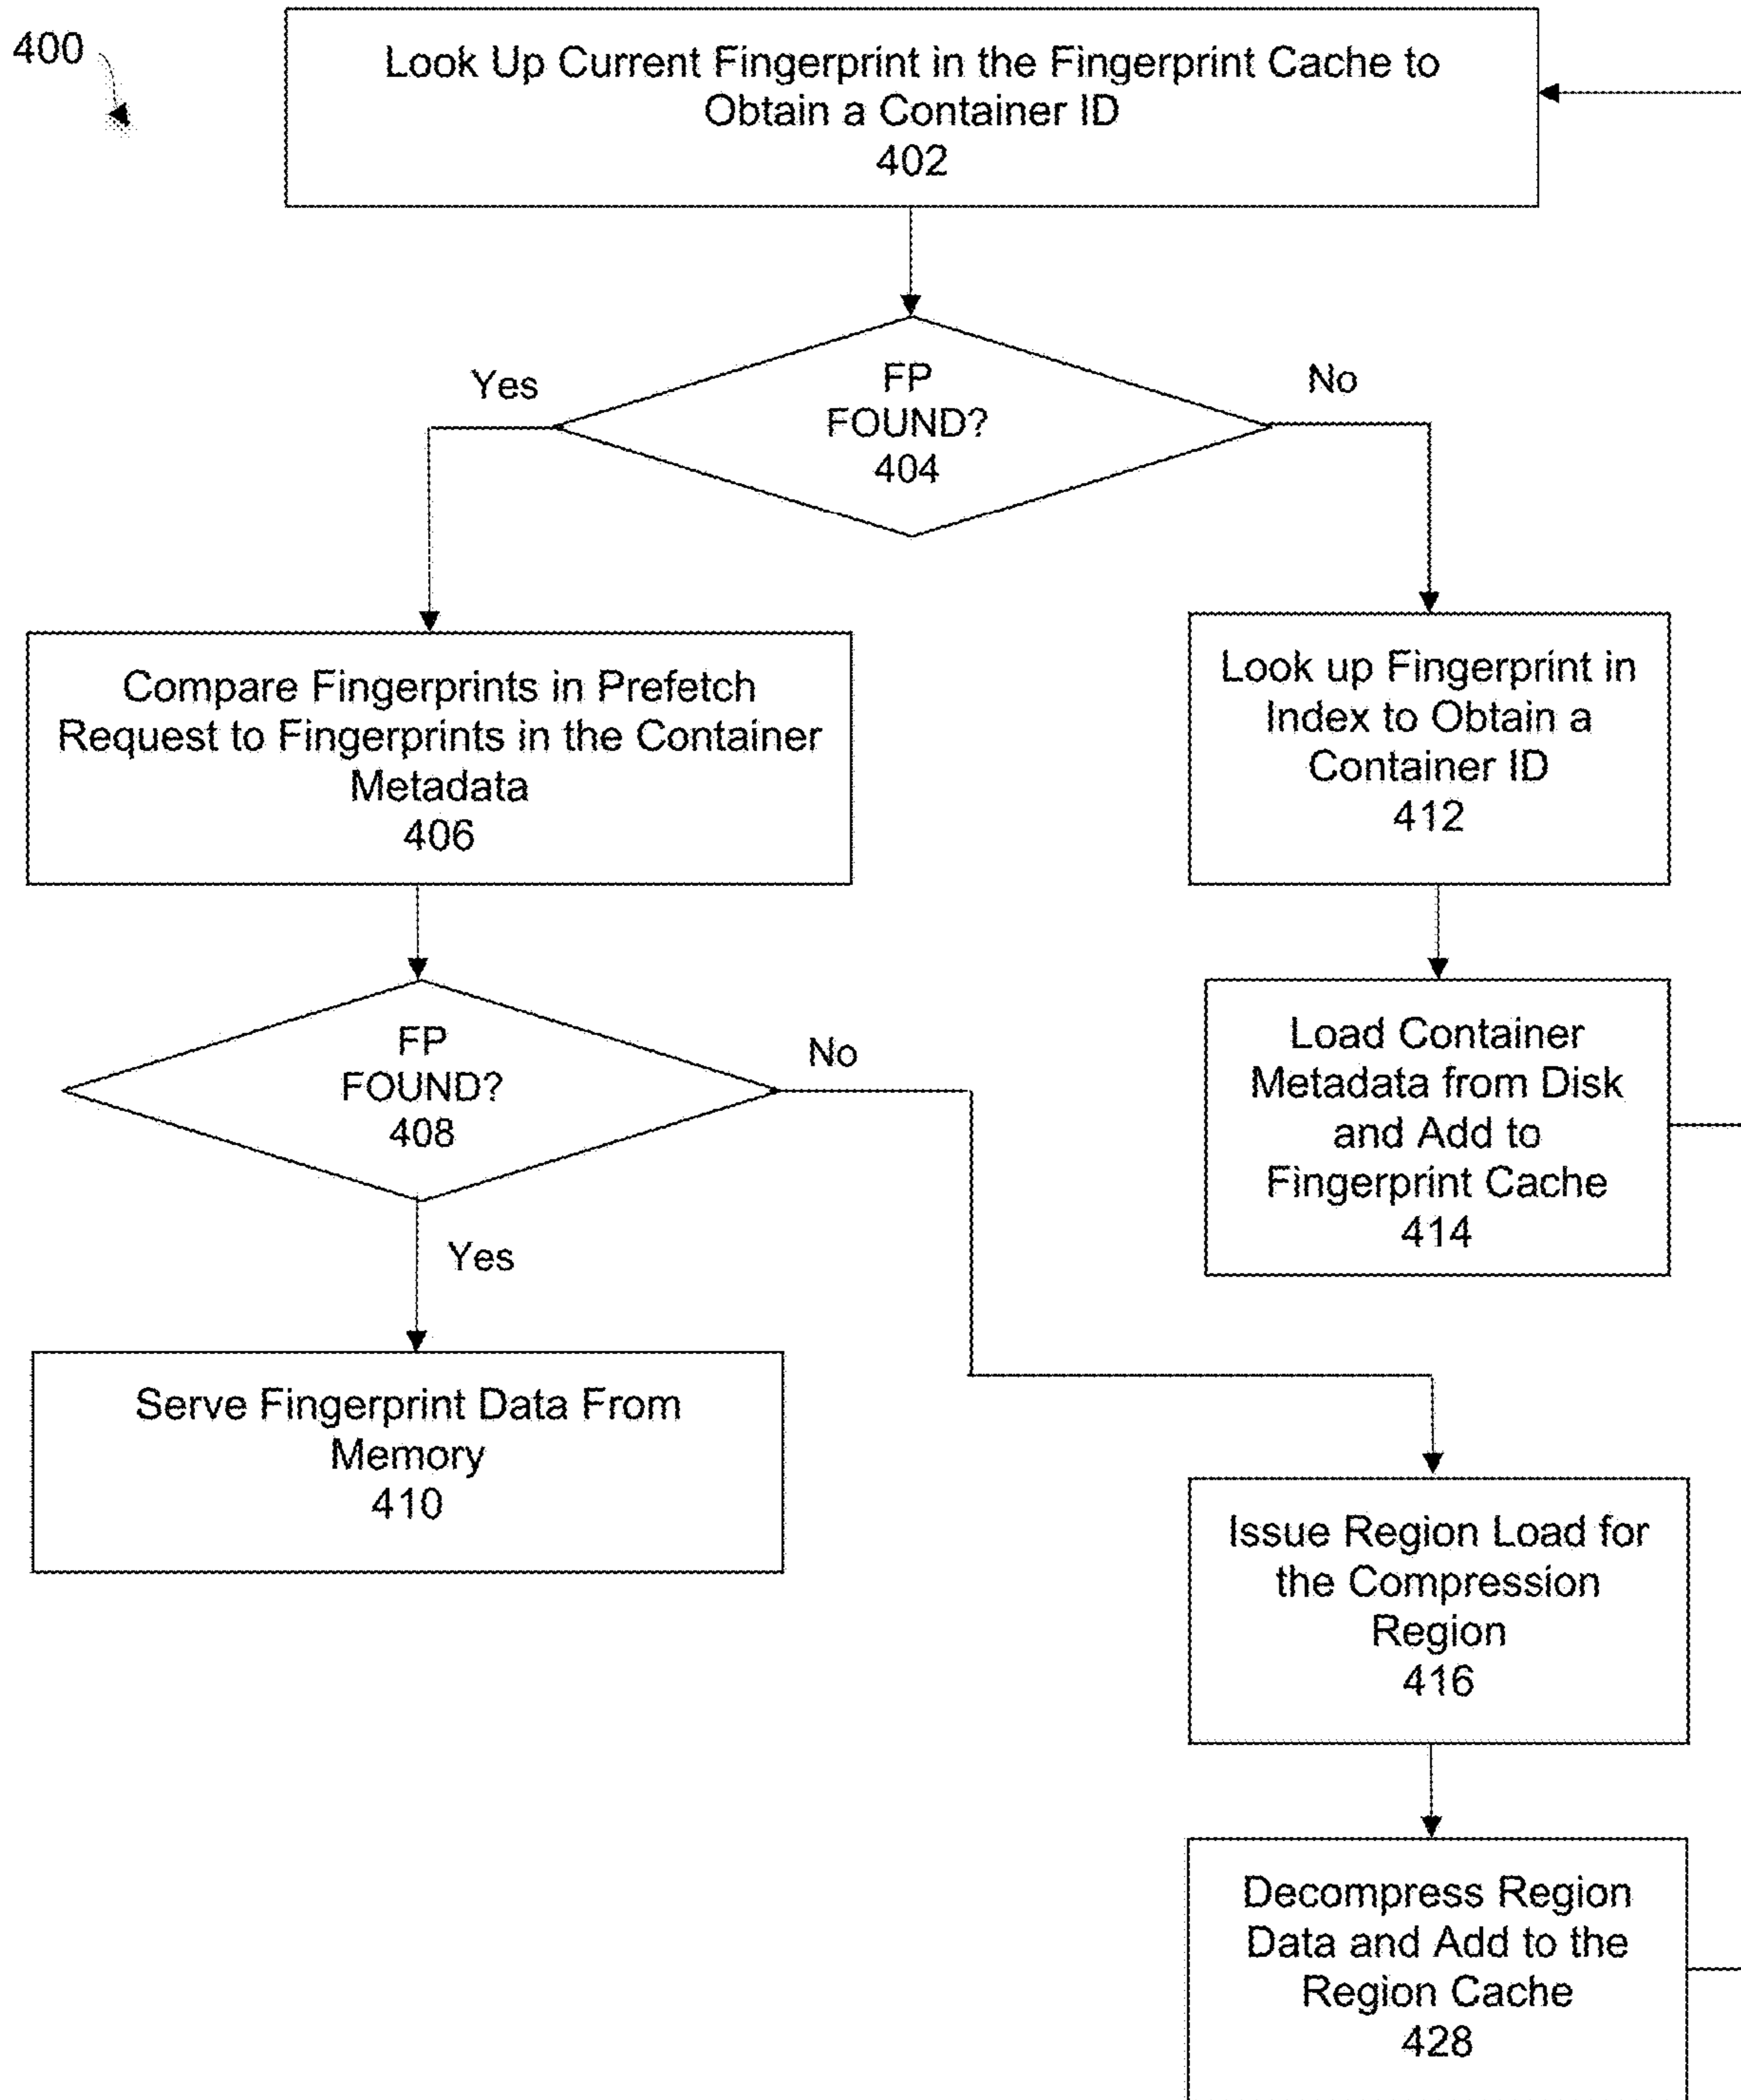 400
Look Up Current Fingerprint in the Fingerprint Cache to
Obtain a Container ID
402
FP
FOUND?
404
Yes
No
Compare Fingerprints in Prefetch
Request to Fingerprints in the Container
Metadata
406
Look up Fingerprint in
Index to Obtain a
Container ID
412
FP
FOUND?
408
No
Yes
Load Container
Metadata from Disk
and Add to
Fingerprint Cache
414
Serve Fingerprint Data From
Memory
410
Issue Region Load for
the Compression
Region
416
Decompress Region
Data and Add to the
Region Cache
428